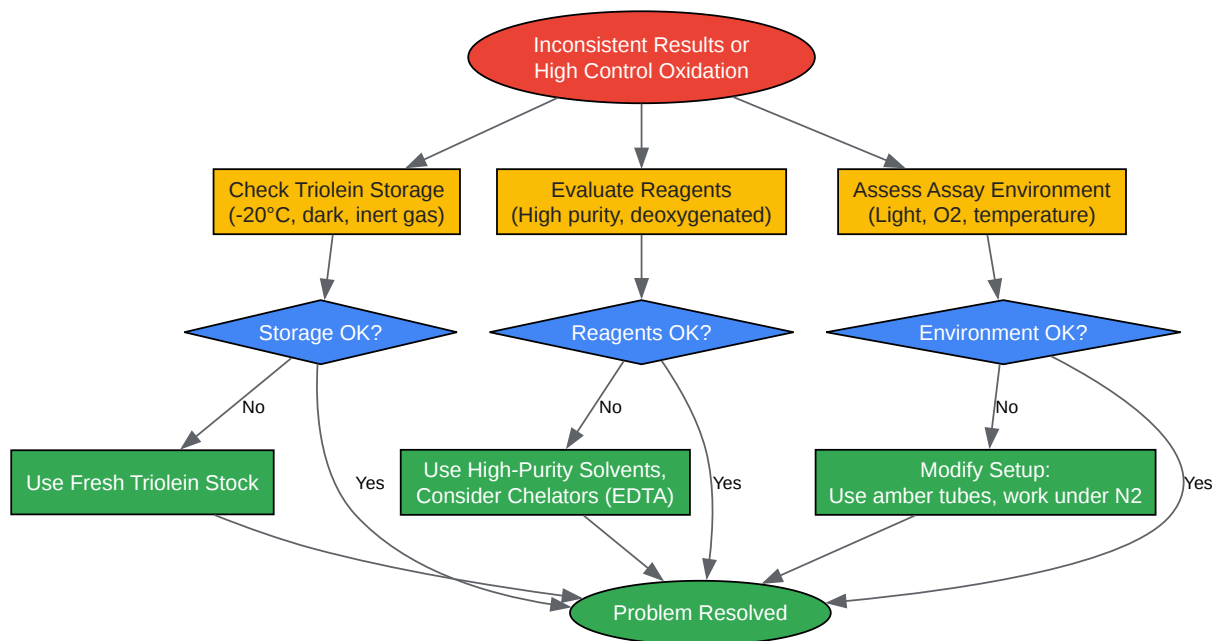 Inconsistent Results or
High Control Oxidation
Check Triolein Storage
(-20°C, dark, inert gas)
Evaluate Reagents
(High purity, deoxygenated)
Assess Assay Environment
(Light, O2, temperature)
Storage OK?
Reagents OK?
Environment OK?
No
No
No
Use Fresh Triolein Stock
Yes
Use High-Purity Solvents,
Consider Chelators (EDTA)
Yes
Modify Setup:
Use amber tubes, work under N2
Yes
Problem Resolved